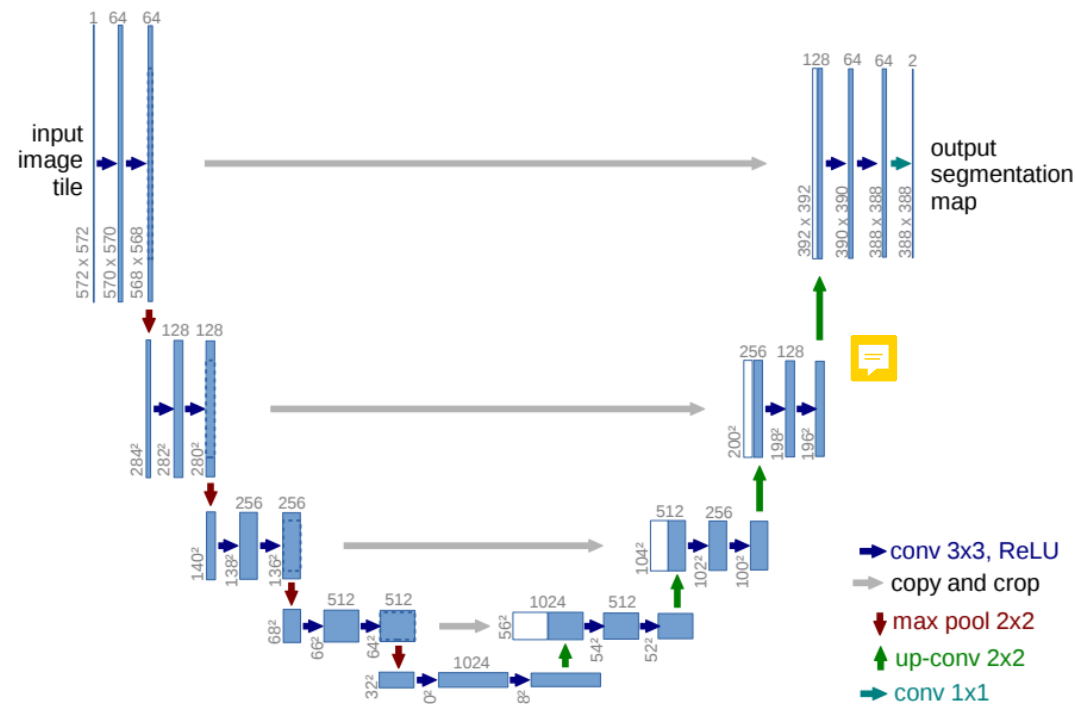 1 64 64
input
image
tile
572 x 572
570 x 570
568 x 568
128 64 64 2
output
segmentation
map
392 x 392
390 x 390
388 x 388
388 x 388
128 128
284²
282²
280²
256 128
200²
198²
196²
256 256
140²
138²
136²
512 256
104²
102²
100²
512 512
68²
66²
64²
1024 512
56²
54²
52²
1024
32²
0²
8²
conv 3x3, ReLU
copy and crop
max pool 2x2
up-conv 2x2
conv 1x1